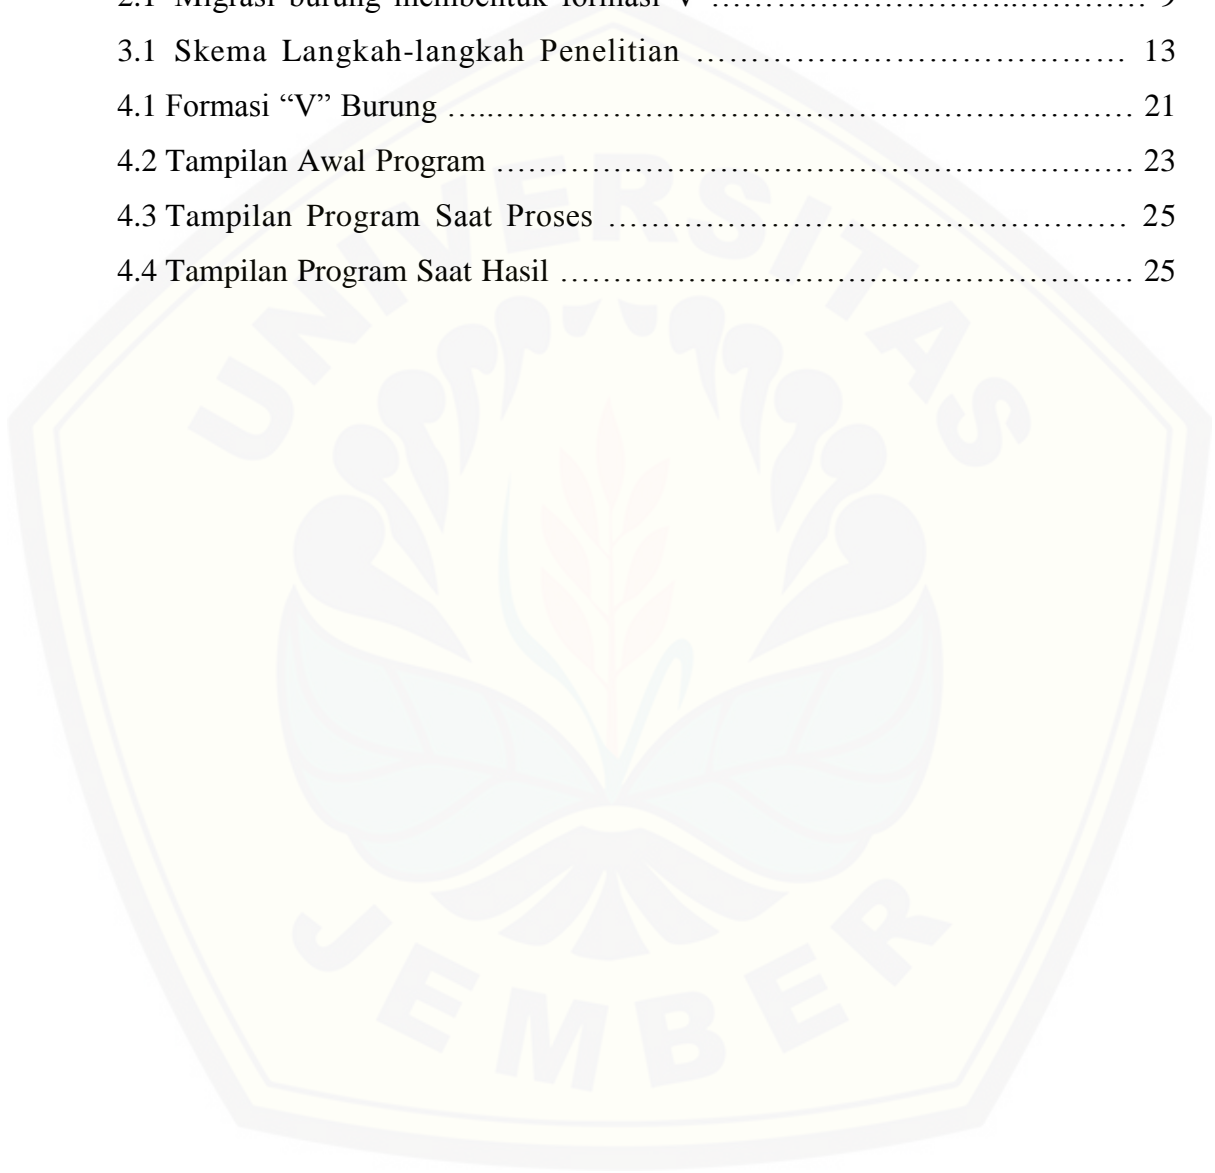 2.1 Migrasi burung membentuk formasi V ……………………………..………… 9
3.1 Skema Langkah-langkah Penelitian ………………………………… 13
4.1 Formasi “V” Burung …..………………………………………………… 21
4.2 Tampilan Awal Program ……………………………………………… 23
4.3 Tampilan Program Saat Proses ………………………………………… 25
4.4 Tampilan Program Saat Hasil ………………………………………… 25
UNIVERSITAS
JEMBER